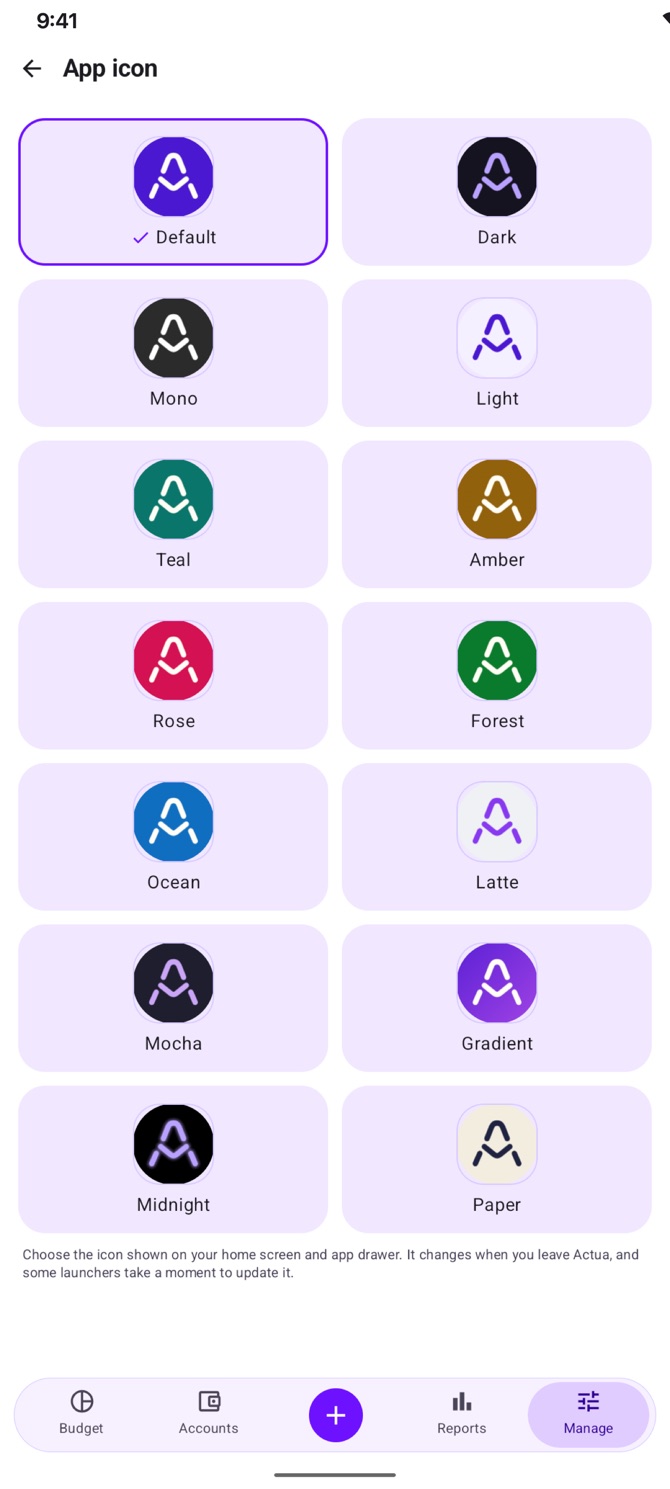 9:41
App icon
Default
Dark
Mono
Light
Teal
Amber
Rose
Forest
Ocean
Latte
Mocha
Gradient
Midnight
Paper
Choose the icon shown on your home screen and app drawer. It changes when you leave Actua, and
some launchers take a moment to update it.
Budget
Accounts
Reports
Manage